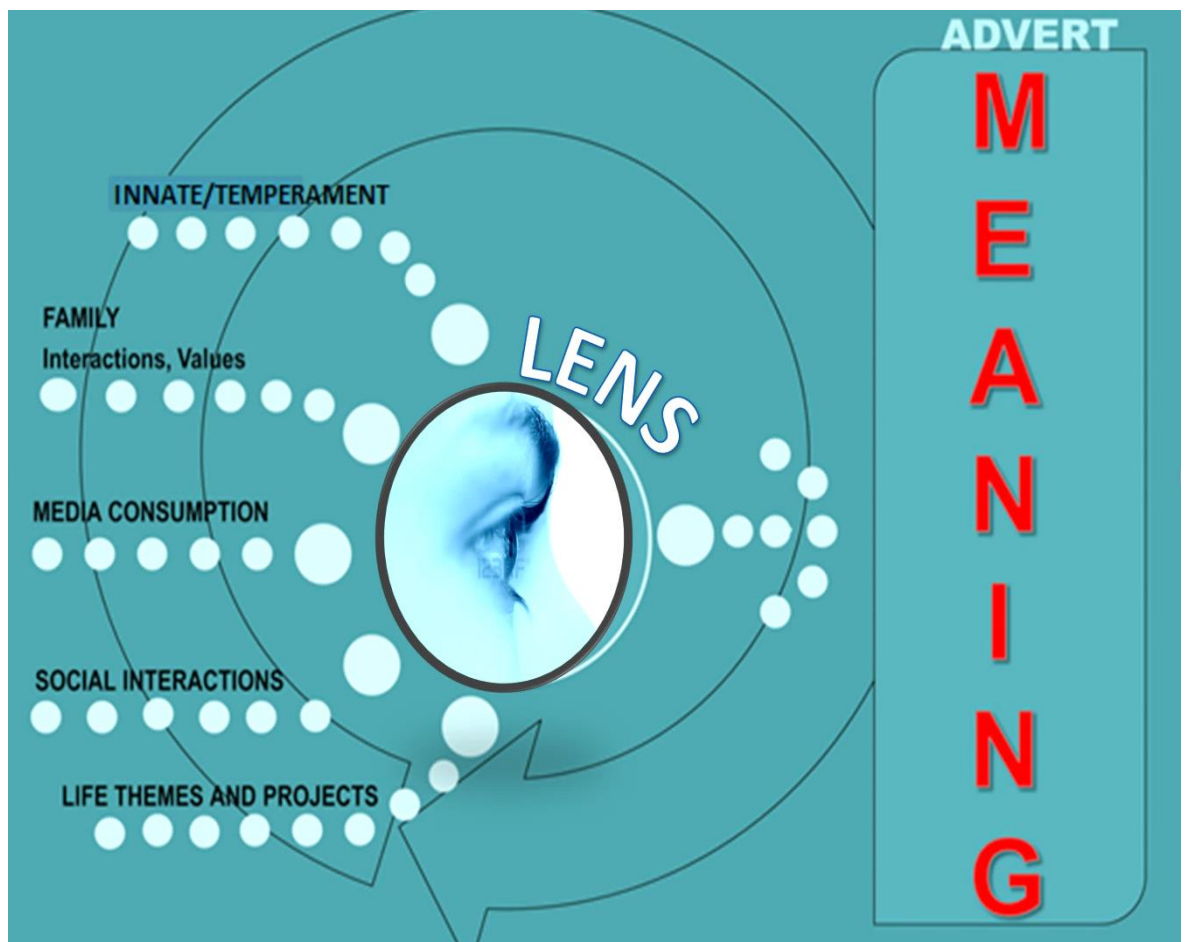 ADVERT
MEANING
INNATE/TEMPERAMENT
FAMILY
Interactions, Values
LENS
MEDIA CONSUMPTION
SOCIAL INTERACTIONS
LIFE THEMES AND PROJECTS